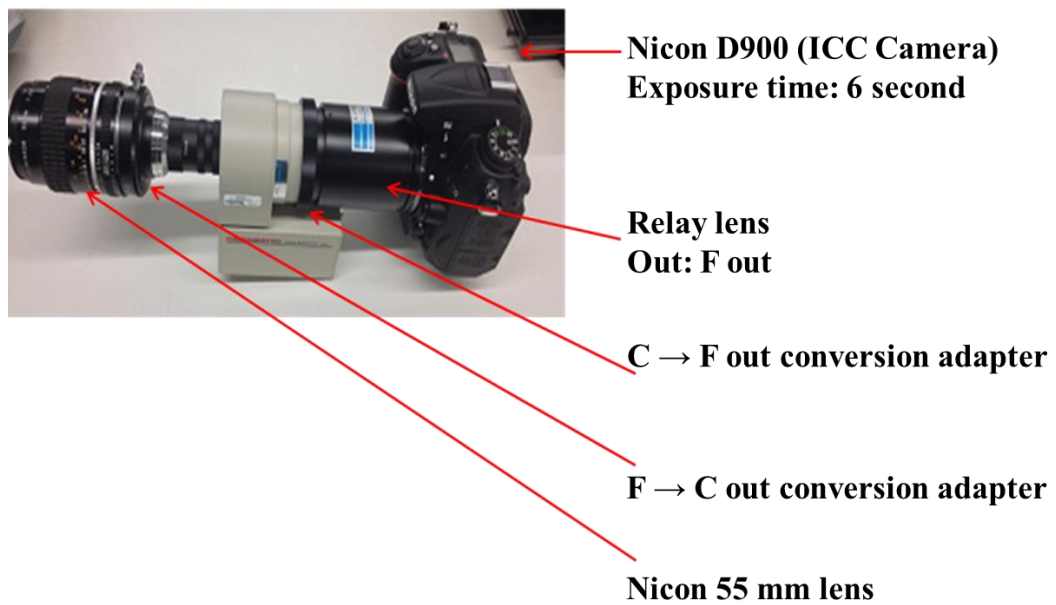 Nicon D900 (ICC Camera)
Exposure time: 6 second
Relay lens
Out: F out
C → F out conversion adapter
F → C out conversion adapter
Nicon 55 mm lens